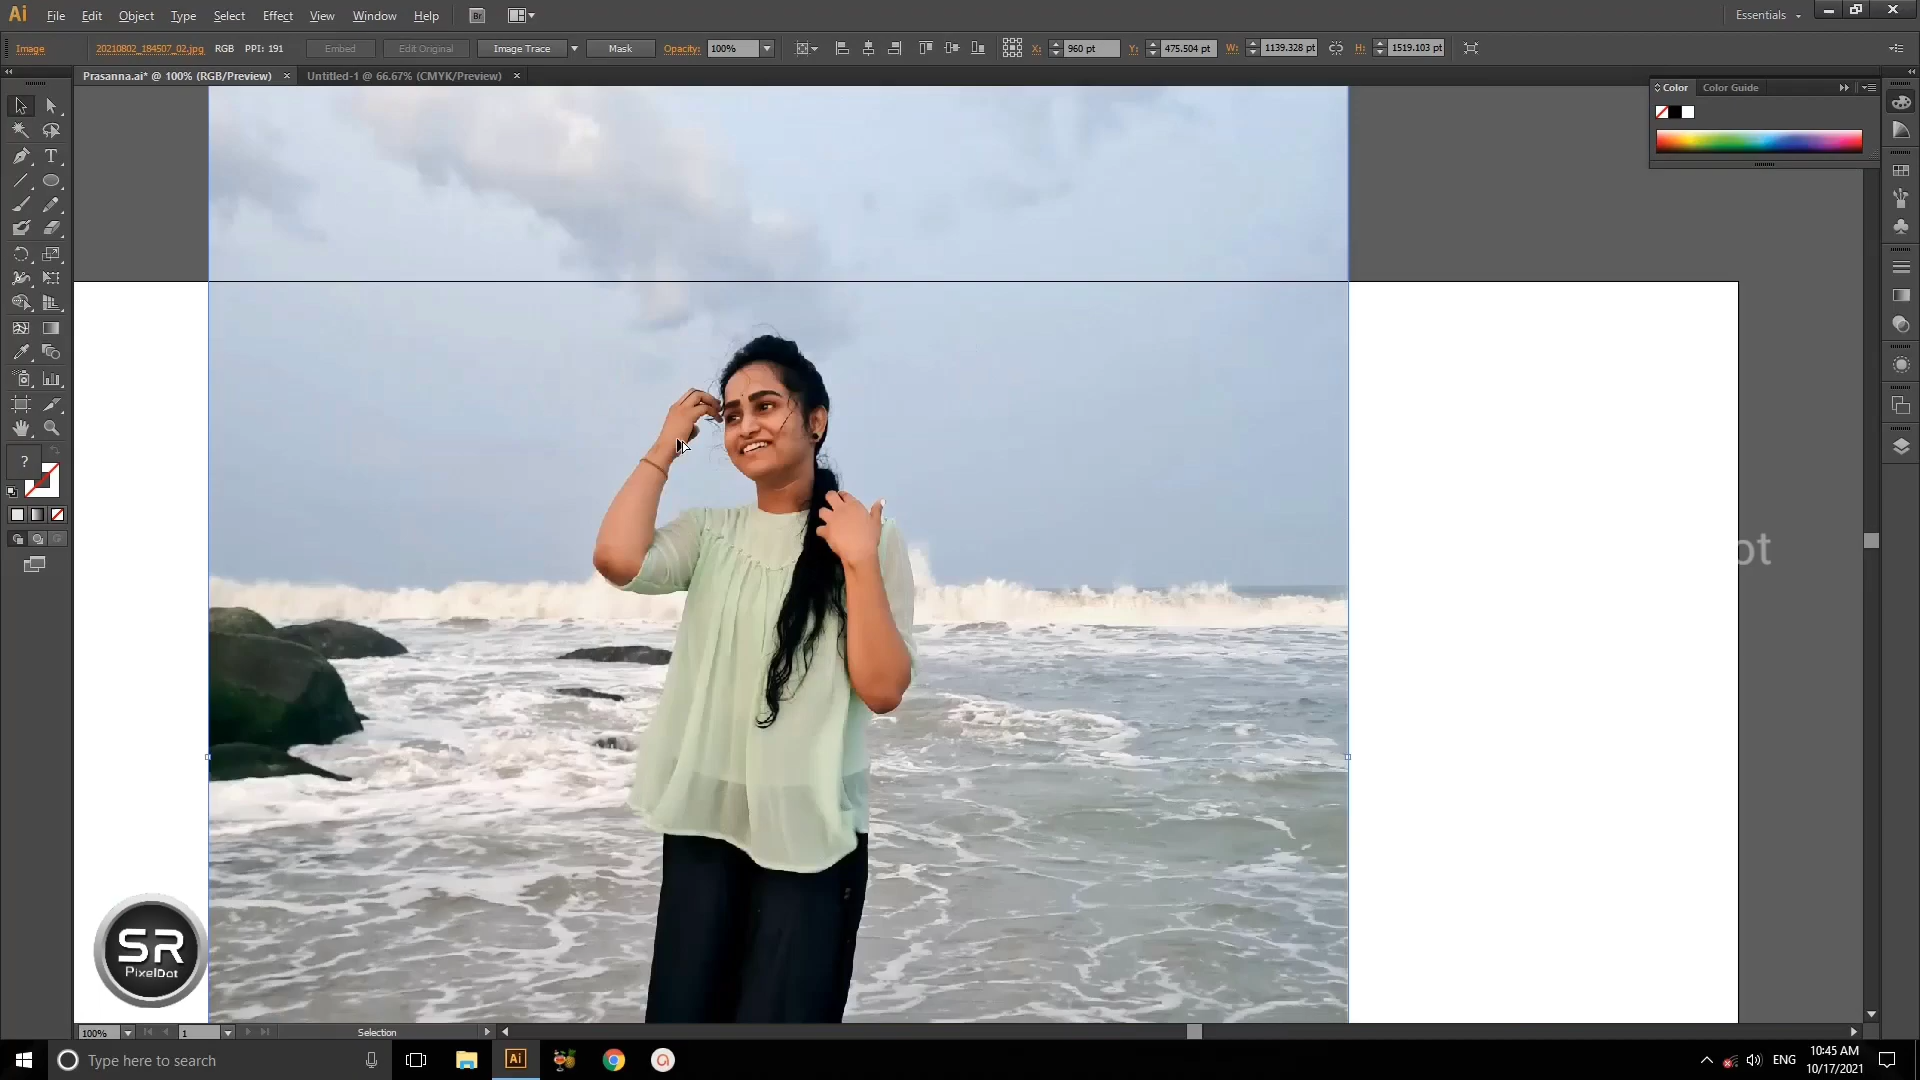 Ai File Edit Object Type Select Effect View Window Help Br Essentials
Image 20210802_184507_02.jpg RGB PPI: 191 Embed Edit Original Image Trace Mask Opacity: 100% X: 960 pt Y: 475.504 pt W: 1139.328 pt H: 1519.103 pt
Prasanna.ai* @ 100% (RGB/Preview) × Untitled-1 @ 66.67% (CMYK/Preview) ×
Color Color Guide
T
?
ot
SR
PixelDot
100% 1 Selection
Type here to search Ai ENG 10:45 AM
10/17/2021